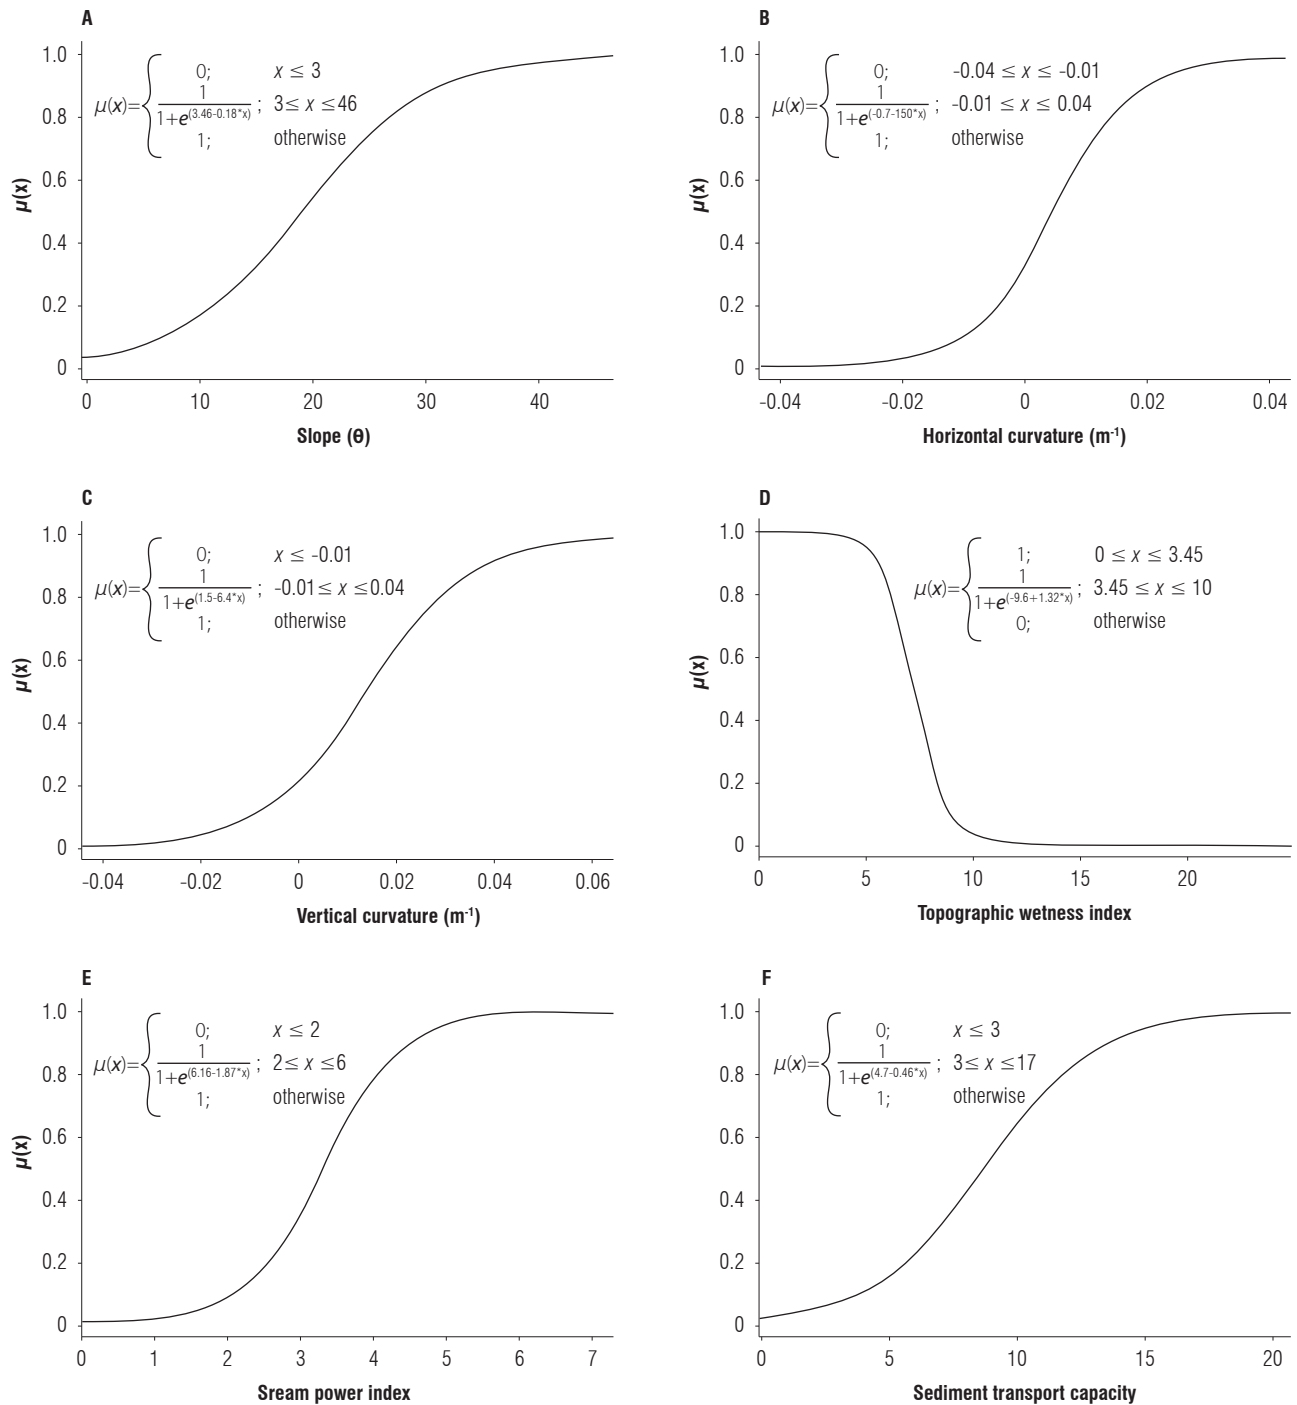 A
1.0
0.8
0.6
0.4
0.2
0
μ(x)
μ(x)=
0; x ≤ 3
1
1+e(3.46-0.18*x) ; 3≤ x ≤46
1; otherwise
0 10 20 30 40
Slope (θ)
B
1.0
0.8
0.6
0.4
0.2
0
μ(x)
μ(x)=
0; -0.04 ≤ x ≤ -0.01
1
1+e(-0.7-150*x) ; -0.01 ≤ x ≤ 0.04
1; otherwise
-0.04 -0.02 0 0.02 0.04
Horizontal curvature (m-1)
C
1.0
0.8
0.6
0.4
0.2
0
μ(x)
μ(x)=
0; x ≤ -0.01
1
1+e(1.5-6.4*x) ; -0.01≤ x ≤0.04
1; otherwise
-0.04 -0.02 0 0.02 0.04 0.06
Vertical curvature (m-1)
D
1.0
0.8
0.6
0.4
0.2
0
μ(x)
μ(x)=
1; 0 ≤ x ≤ 3.45
1
1+e(-9.6+1.32*x) ; 3.45 ≤ x ≤ 10
0; otherwise
0 5 10 15 20
Topographic wetness index
E
1.0
0.8
0.6
0.4
0.2
0
μ(x)
μ(x)=
0; x ≤ 2
1
1+e(6.16-1.87*x) ; 2≤ x ≤6
1; otherwise
0 1 2 3 4 5 6 7
Sream power index
F
1.0
0.8
0.6
0.4
0.2
0
μ(x)=
0; x ≤ 3
1
1+e(4.7-0.46*x) ; 3≤ x ≤17
1; otherwise
0 5 10 15 20
Sediment transport capacity